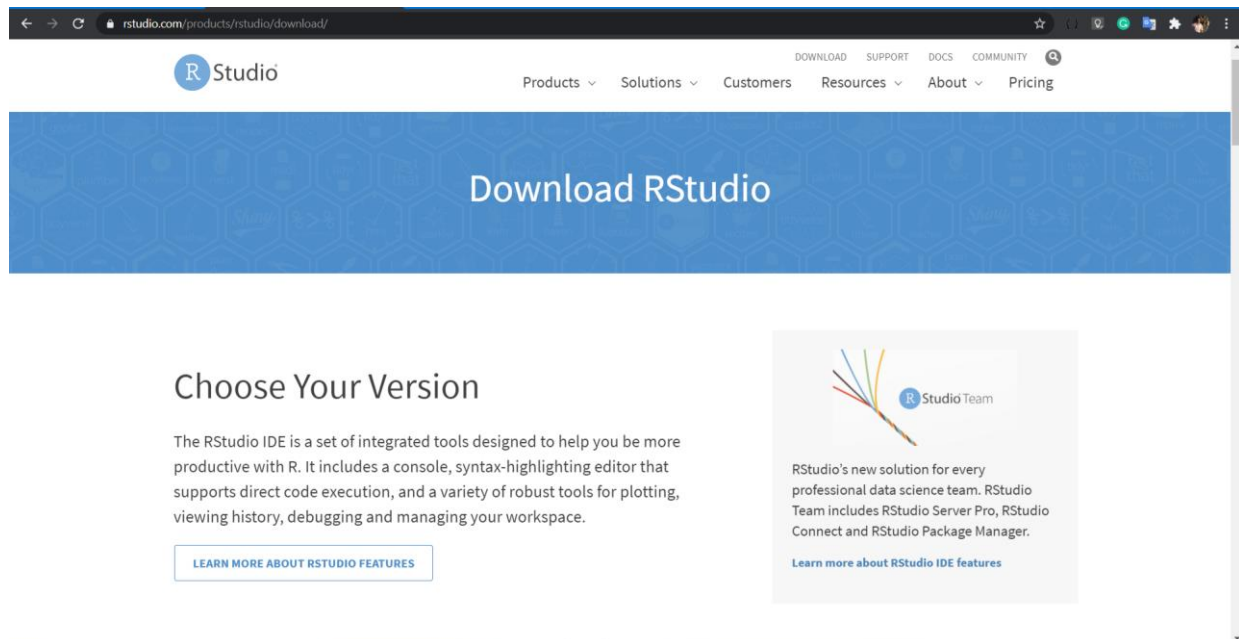 rstudio.com/products/rstudio/download/
R Studio
DOWNLOAD SUPPORT DOCS COMMUNITY
Products Solutions Customers Resources About Pricing
Download RStudio
Choose Your Version
The RStudio IDE is a set of integrated tools designed to help you be more
productive with R. It includes a console, syntax-highlighting editor that
supports direct code execution, and a variety of robust tools for plotting,
viewing history, debugging and managing your workspace.
LEARN MORE ABOUT RSTUDIO FEATURES
R Studio Team
RStudio's new solution for every
professional data science team. RStudio
Team includes RStudio Server Pro, RStudio
Connect and RStudio Package Manager.
Learn more about RStudio IDE features